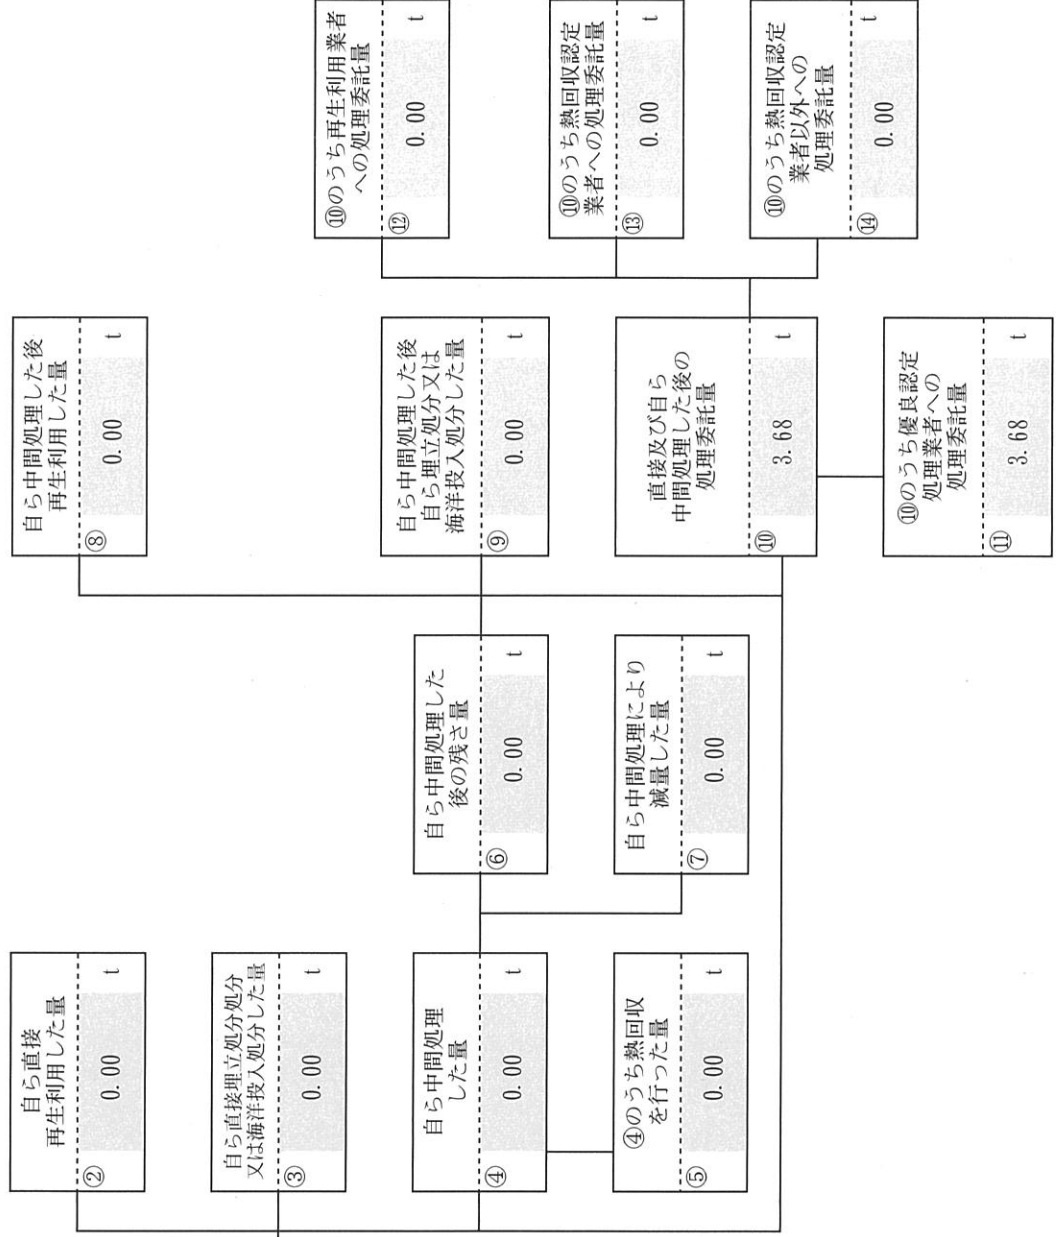 自ら直接
再生利用した量
②
0.00
t
自ら直接埋立処分処分
又は海洋投入処分した量
③
0.00
t
自ら中間処理
した量
④
0.00
t
④のうち熱回収
を行った量
⑤
0.00
t
自ら中間処理した
後の残さ量
⑥
0.00
t
自ら中間処理により
減量した量
⑦
0.00
t
自ら中間処理した後
再生利用した量
⑧
0.00
t
自ら中間処理した後
自ら埋立処分又は
海洋投入処分した量
⑨
0.00
t
直接及び自ら
中間処理した後の
処理委託量
⑩
3.68
t
⑩のうち優良認定
処理業者への
処理委託量
⑪
3.68
t
⑩のうち再生利用業者
への処理委託量
⑫
0.00
t
⑩のうち熱回収認定
業者への処理委託量
⑬
0.00
t
⑩のうち熱回収認定
業者以外への
処理委託量
⑭
0.00
t